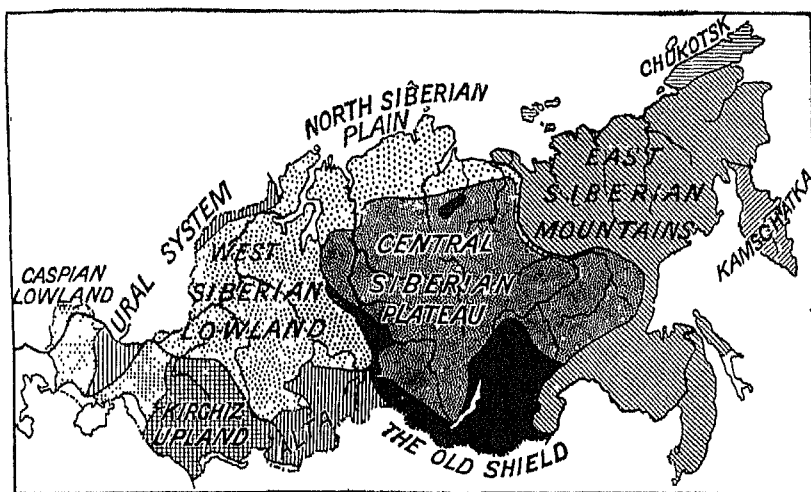 CHUKOTSK
NORTH SIBERIAN
PLAIN
EAST
SIBERIAN
MOUNTAINS
KAMSCHATKA
URAL SYSTEM
WEST
SIBERIAN
LOWLAND
CENTRAL
SIBERIAN
PLATEAU
CASPIAN
LOWLAND
KIRGHIZ
UPLAND
ALTAI
THE OLD SHIELD